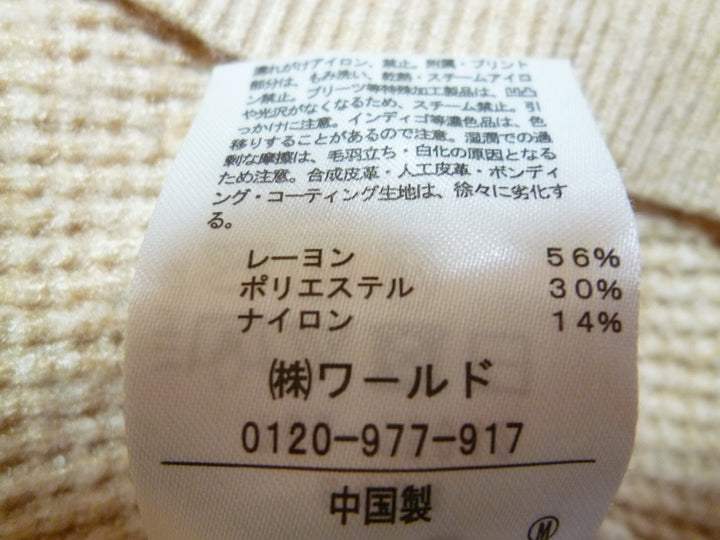 濡れがけアイロン、禁止。附属・プリント
部分は、もみ洗い、乾熱・スチームアイロ
ン禁止。プリーツ等特殊加工製品は、凹凸
や光沢がなくなるため、スチーム禁止。引
っかけに注意。インディゴ等濃色品は、色
移りすることがあるので注意。湿潤での過
剰な摩擦は、毛羽立ち・白化の原因となる
ため注意。合成皮革・人工皮革・ボンディ
ング・コーティング生地は、徐々に劣化す
る。
レーヨン 56%
ポリエステル 30%
ナイロン 14%
㈱ワールド
0120-977-917
中国製
M